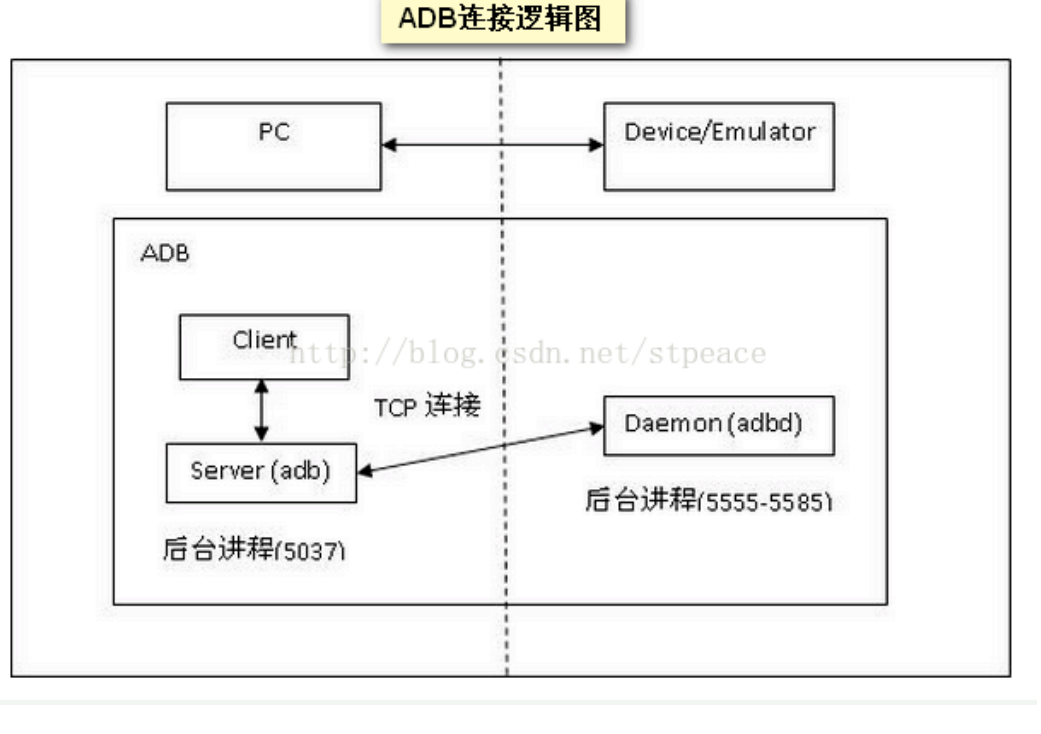 ADB连接逻辑图
PC
Device/Emulator
ADB
Client
http://blog.csdn.net/stpeace
TCP 连接
Daemon (adbd)
Server (adb)
后台进程(5555-5585)
后台进程(5037)